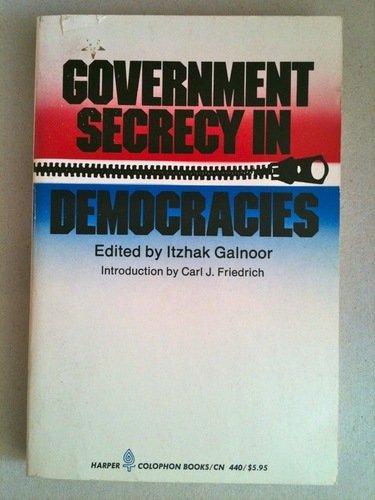 GOVERNMENT
SECRECY IN
DEMOCRACIES
Edited by Itzhak Galnoor
Introduction by Carl J. Friedrich
HARPER COLOPHON BOOKS/CN 440/$5.95